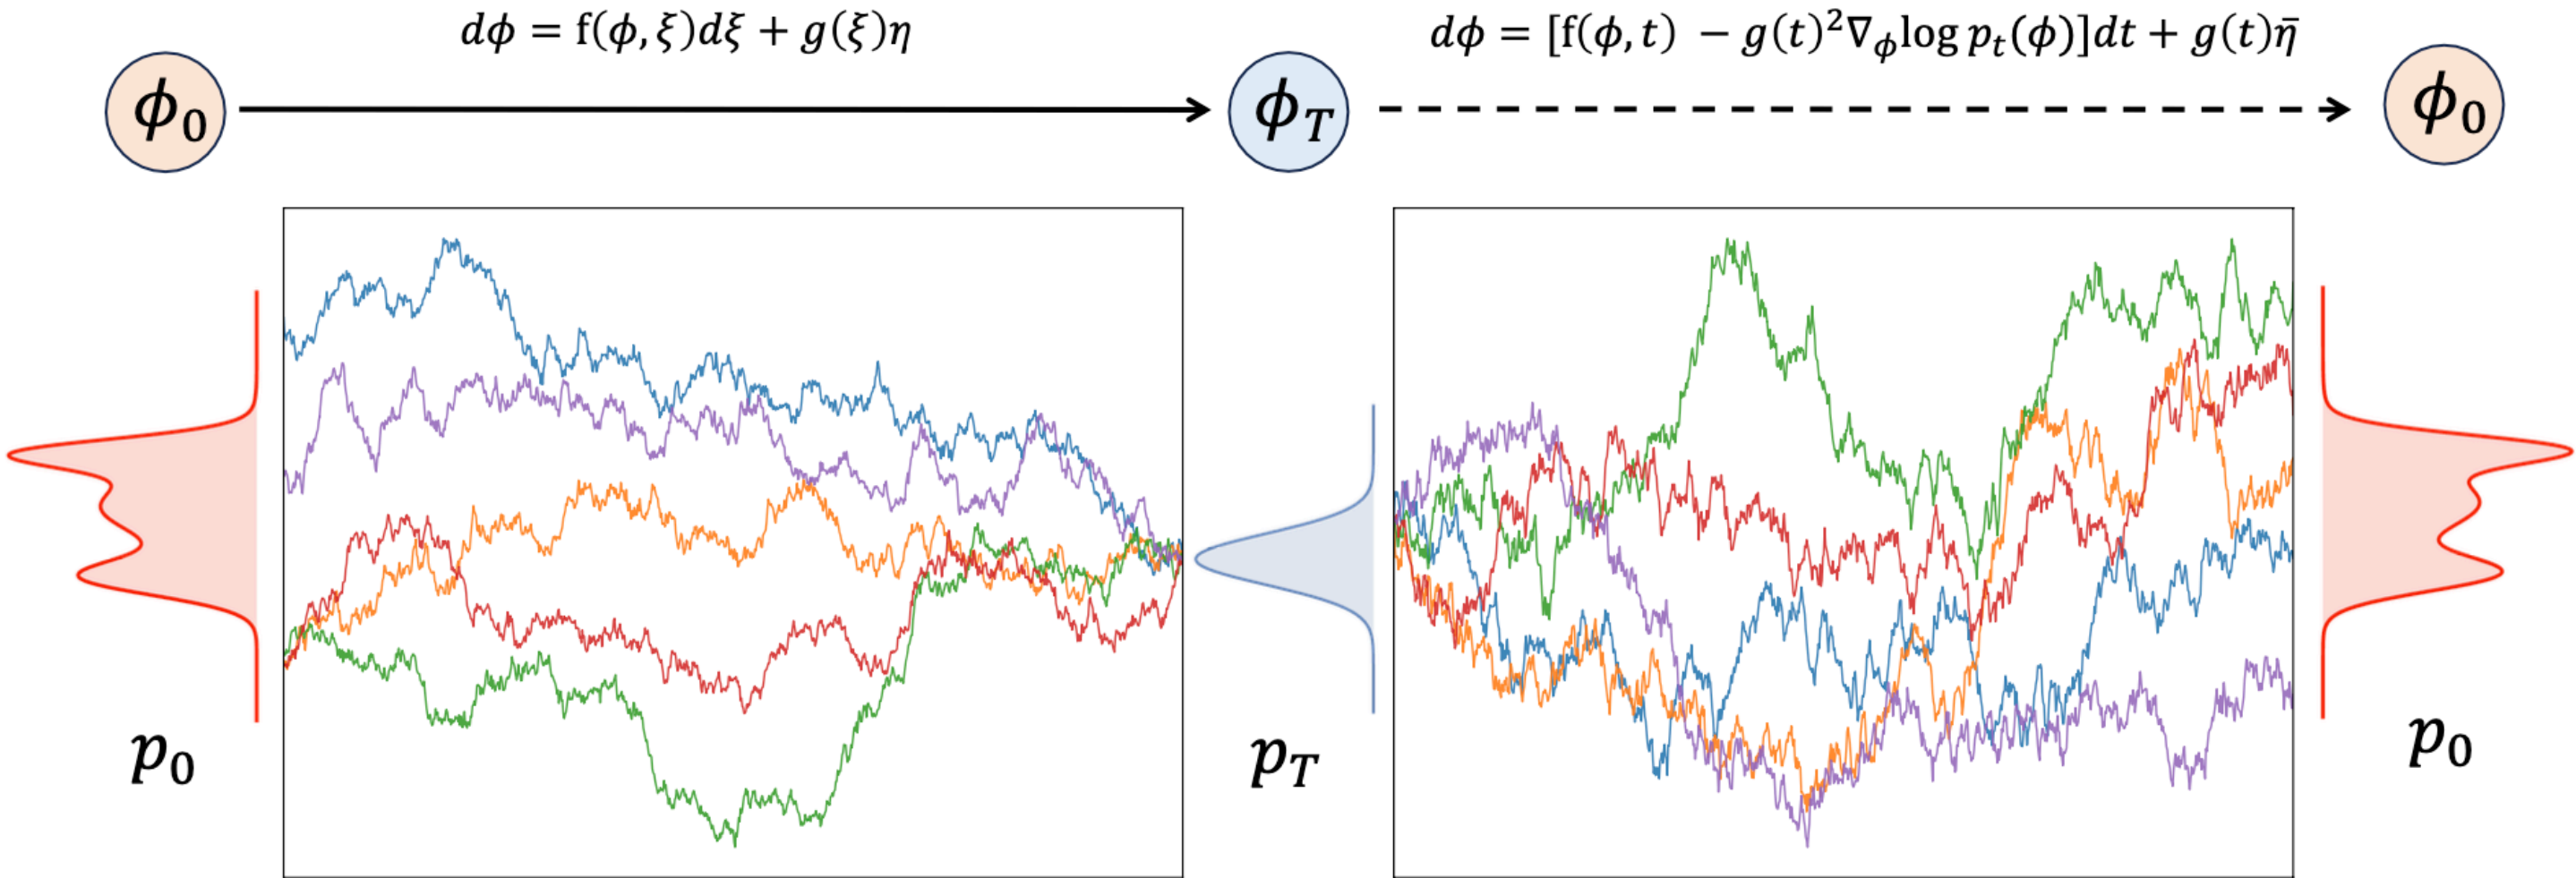 dϕ = f(ϕ, ξ)dξ + g(ξ)η
dϕ = [f(ϕ, t) − g(t)²∇ϕlog pₜ(ϕ)]dt + g(t)η̄
ϕ₀
ϕT
ϕ₀
p₀
pT
p₀